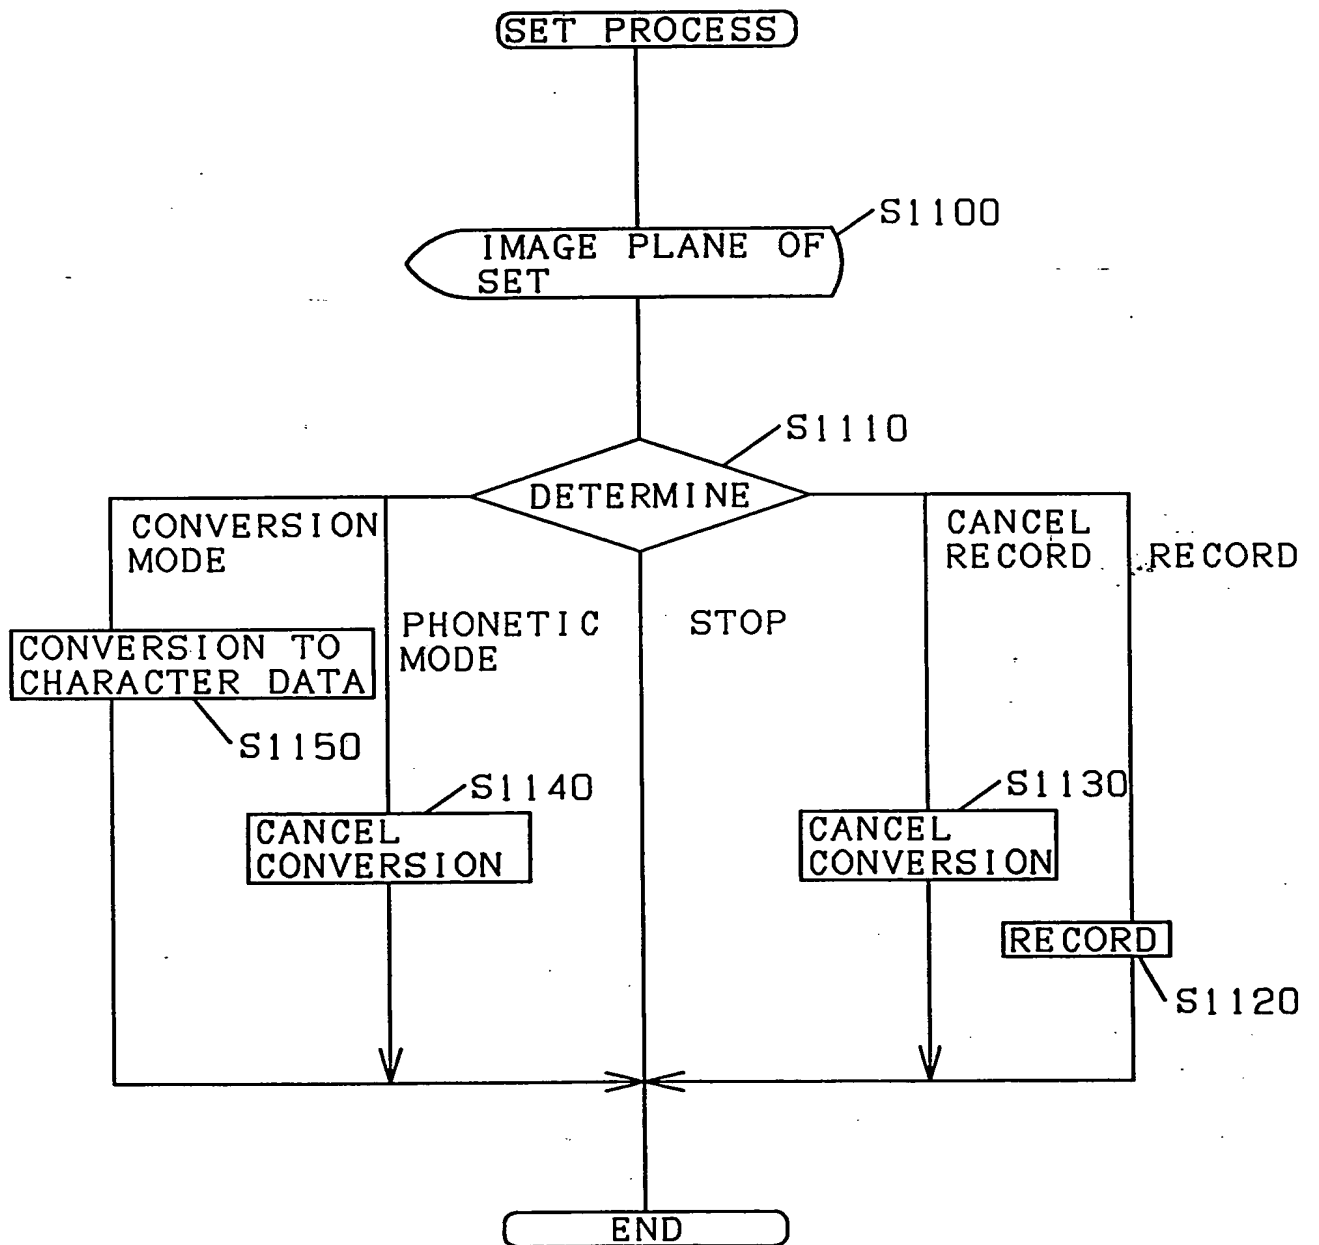 SET PROCESS
S1100
IMAGE PLANE OF
SET
S1110
DETERMINE
CONVERSION
MODE
CANCEL
RECORD
RECORD
PHONETIC
MODE
STOP
CONVERSION TO
CHARACTER DATA
S1150
S1140
S1130
CANCEL
CONVERSION
CANCEL
CONVERSION
RECORD
S1120
END